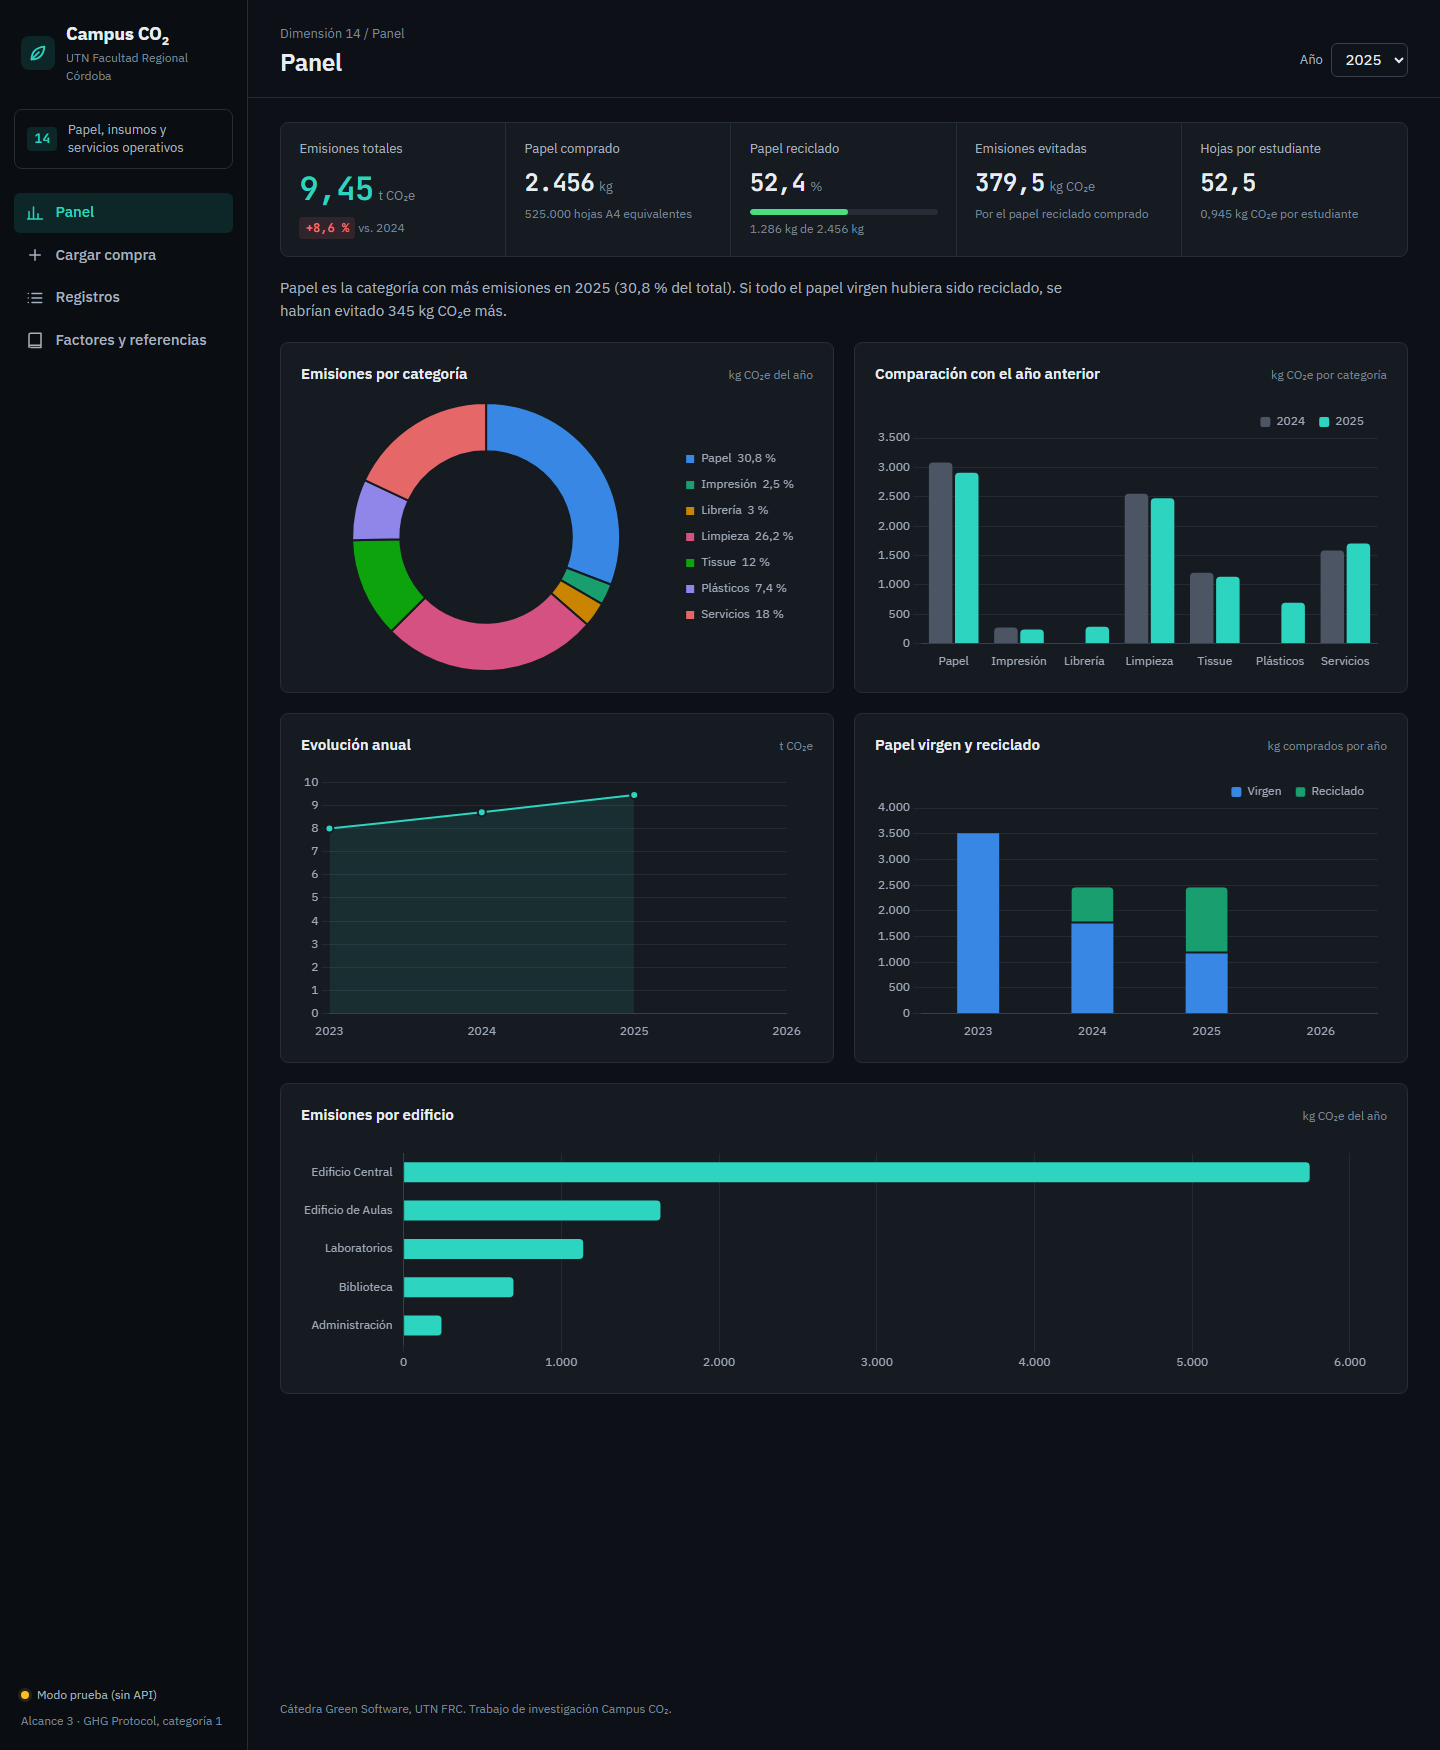 Campus CO₂
UTN Facultad Regional
Córdoba
14
Papel, insumos y
servicios operativos
Panel
Cargar compra
Registros
Factores y referencias
Modo prueba (sin API)
Alcance 3 · GHG Protocol, categoría 1
Dimensión 14 / Panel
Panel
Año
2025
Emisiones totales
9,45 t CO₂e
+8,6 % vs. 2024
Papel comprado
2.456 kg
525.000 hojas A4 equivalentes
Papel reciclado
52,4 %
1.286 kg de 2.456 kg
Emisiones evitadas
379,5 kg CO₂e
Por el papel reciclado comprado
Hojas por estudiante
52,5
0,945 kg CO₂e por estudiante
Papel es la categoría con más emisiones en 2025 (30,8 % del total). Si todo el papel virgen hubiera sido reciclado, se
habrían evitado 345 kg CO₂e más.
Emisiones por categoría
kg CO₂e del año
Papel 30,8 %
Impresión 2,5 %
Librería 3 %
Limpieza 26,2 %
Tissue 12 %
Plásticos 7,4 %
Servicios 18 %
Comparación con el año anterior
kg CO₂e por categoría
2024 2025
3.500
3.000
2.500
2.000
1.500
1.000
500
0
Papel Impresión Librería Limpieza Tissue Plásticos Servicios
Evolución anual
t CO₂e
10
9
8
7
6
5
4
3
2
1
0
2023 2024 2025 2026
Papel virgen y reciclado
kg comprados por año
Virgen Reciclado
4.000
3.500
3.000
2.500
2.000
1.500
1.000
500
0
2023 2024 2025 2026
Emisiones por edificio
kg CO₂e del año
Edificio Central
Edificio de Aulas
Laboratorios
Biblioteca
Administración
0 1.000 2.000 3.000 4.000 5.000 6.000
Cátedra Green Software, UTN FRC. Trabajo de investigación Campus CO₂.